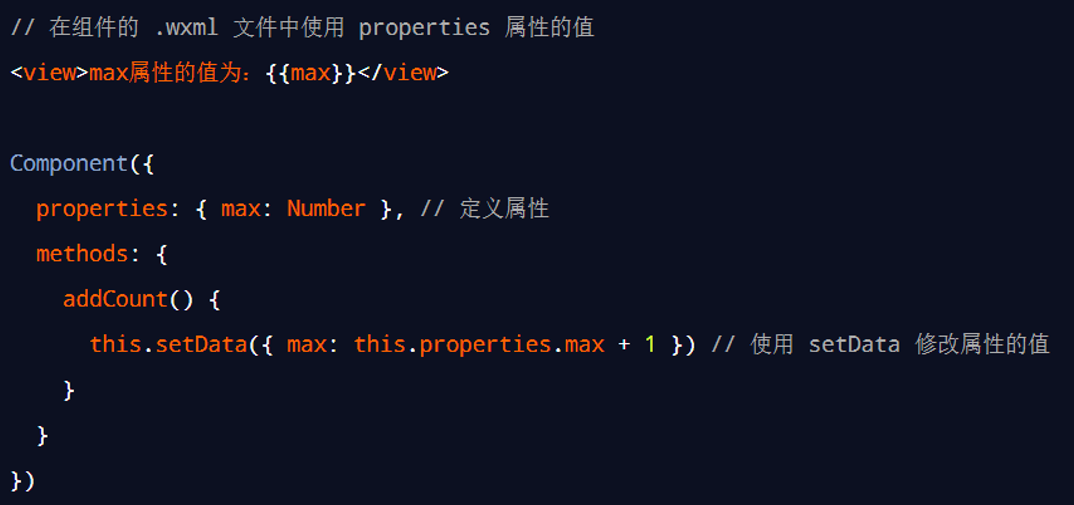 // 在组件的 .wxml 文件中使用 properties 属性的值
<view>max属性的值为：{{max}}</view>
Component({
properties: { max: Number }, // 定义属性
methods: {
addCount() {
this.setData({ max: this.properties.max + 1 }) // 使用 setData 修改属性的值
}
}
})